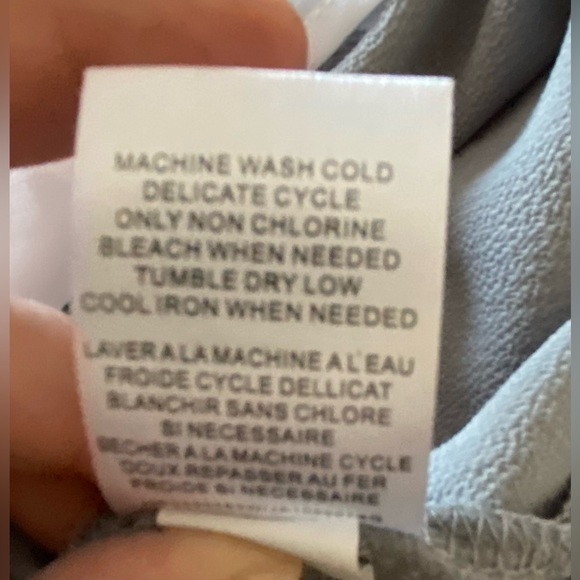 MACHINE WASH COLD
DELICATE CYCLE
ONLY NON CHLORINE
BLEACH WHEN NEEDED
TUMBLE DRY LOW
COOL IRON WHEN NEEDED
LAVER A LA MACHINE A L'EAU
FROIDE CYCLE DELLICAT
BLANCHIR SANS CHLORE
SI NECESSAIRE
SECHER A LA MACHINE CYCLE
DOUX REPASSER AU FER
FROIDE SI NECESSAIRE